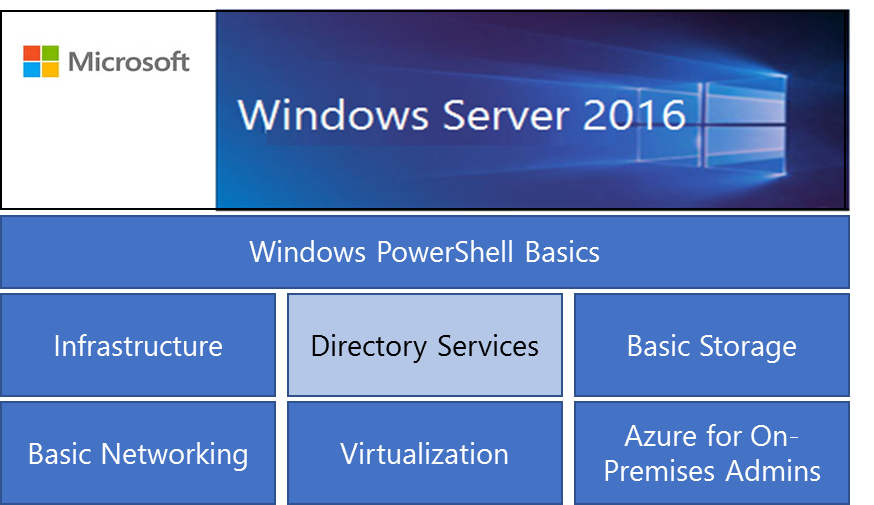 Microsoft
Windows Server 2016
Windows PowerShell Basics
Infrastructure
Directory Services
Basic Storage
Basic Networking
Virtualization
Azure for On-
Premises Admins